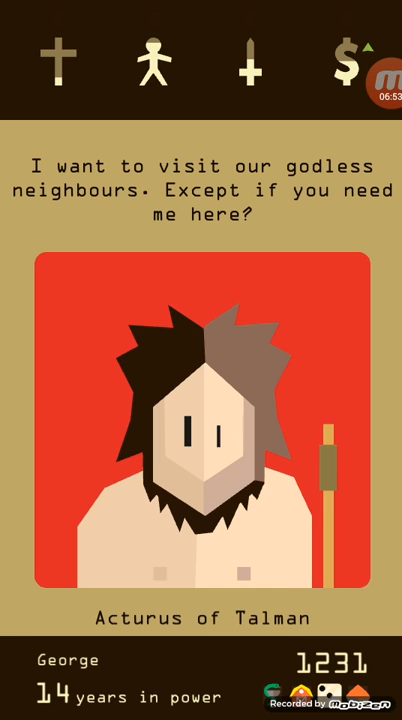 06:53
I want to visit our godless
neighbours. Except if you need
me here?
Acturus of Talman
George
1231
14 years in power
Recorded by mobizen